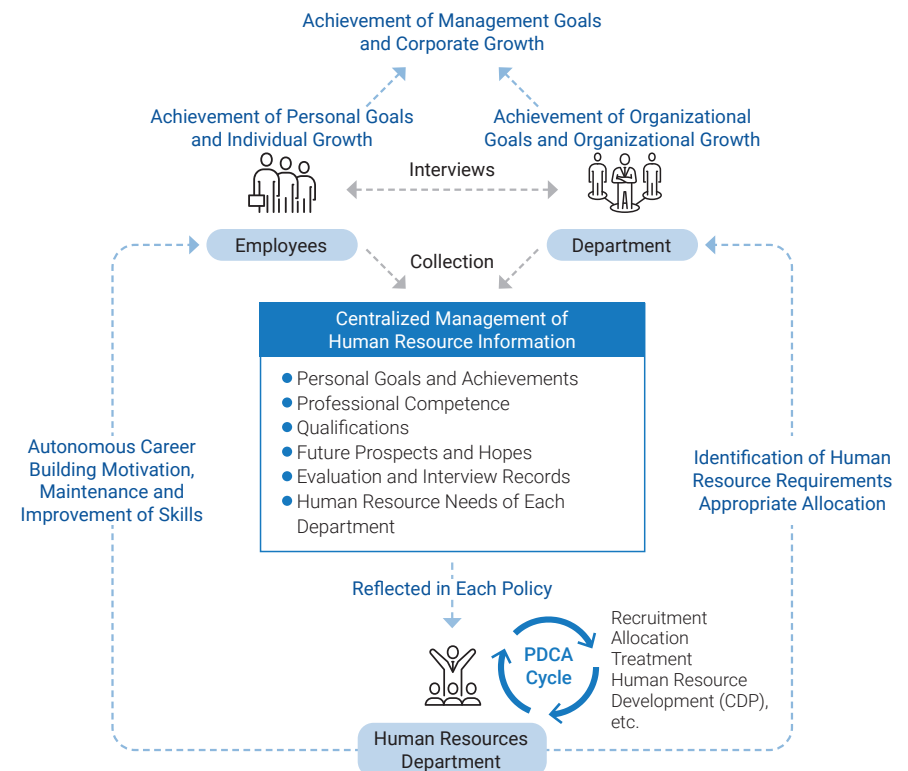 Achievement of Management Goals
and Corporate Growth
Achievement of Personal Goals
and Individual Growth
Achievement of Organizational
Goals and Organizational Growth
Interviews
Employees
Department
Collection
Centralized Management of
Human Resource Information
Personal Goals and Achievements
Professional Competence
Qualifications
Future Prospects and Hopes
Evaluation and Interview Records
Human Resource Needs of Each
Department
Autonomous Career
Building Motivation,
Maintenance and
Improvement of Skills
Identification of Human
Resource Requirements
Appropriate Allocation
Reflected in Each Policy
PDCA
Cycle
Recruitment
Allocation
Treatment
Human Resource
Development (CDP),
etc.
Human Resources
Department